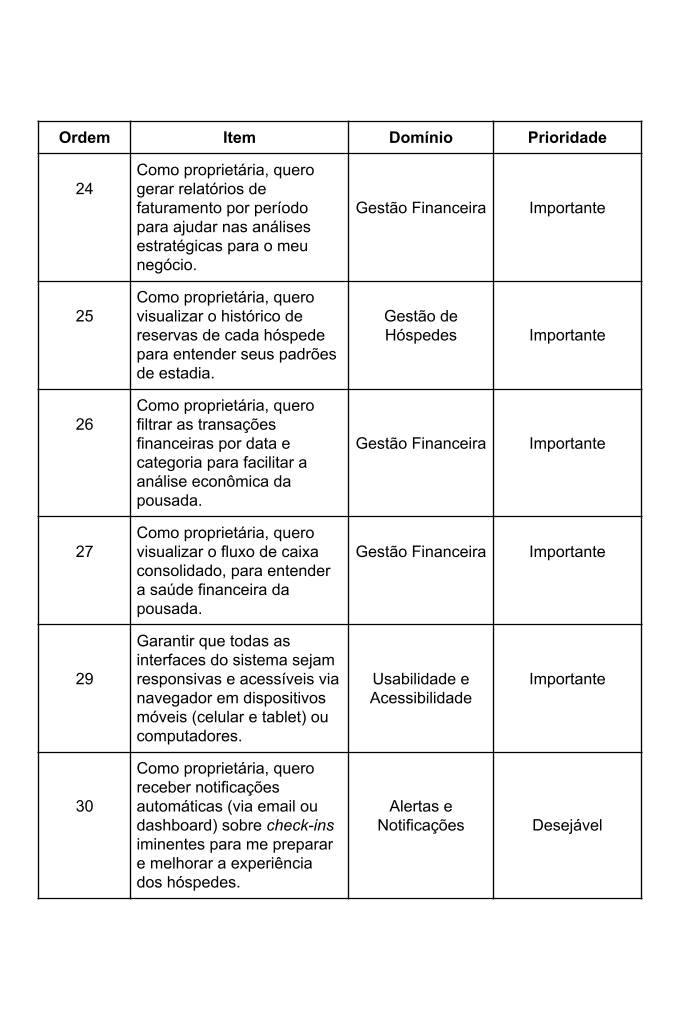 Ordem Item Domínio Prioridade
24
Como proprietária, quero
gerar relatórios de
faturamento por período
para ajudar nas análises
estratégicas para o meu
negócio.
Gestão Financeira
Importante
25
Como proprietária, quero
visualizar o histórico de
reservas de cada hóspede
para entender seus padrões
de estadia.
Gestão de
Hóspedes
Importante
26
Como proprietária, quero
filtrar as transações
financeiras por data e
categoria para facilitar a
análise econômica da
pousada.
Gestão Financeira
Importante
27
Como proprietária, quero
visualizar o fluxo de caixa
consolidado, para entender
a saúde financeira da
pousada.
Gestão Financeira
Importante
29
Garantir que todas as
interfaces do sistema sejam
responsivas e acessíveis via
navegador em dispositivos
móveis (celular e tablet) ou
computadores.
Usabilidade e
Acessibilidade
Importante
30
Como proprietária, quero
receber notificações
automáticas (via email ou
dashboard) sobre check-ins
iminentes para me preparar
e melhorar a experiência
dos hóspedes.
Alertas e
Notificações
Desejável